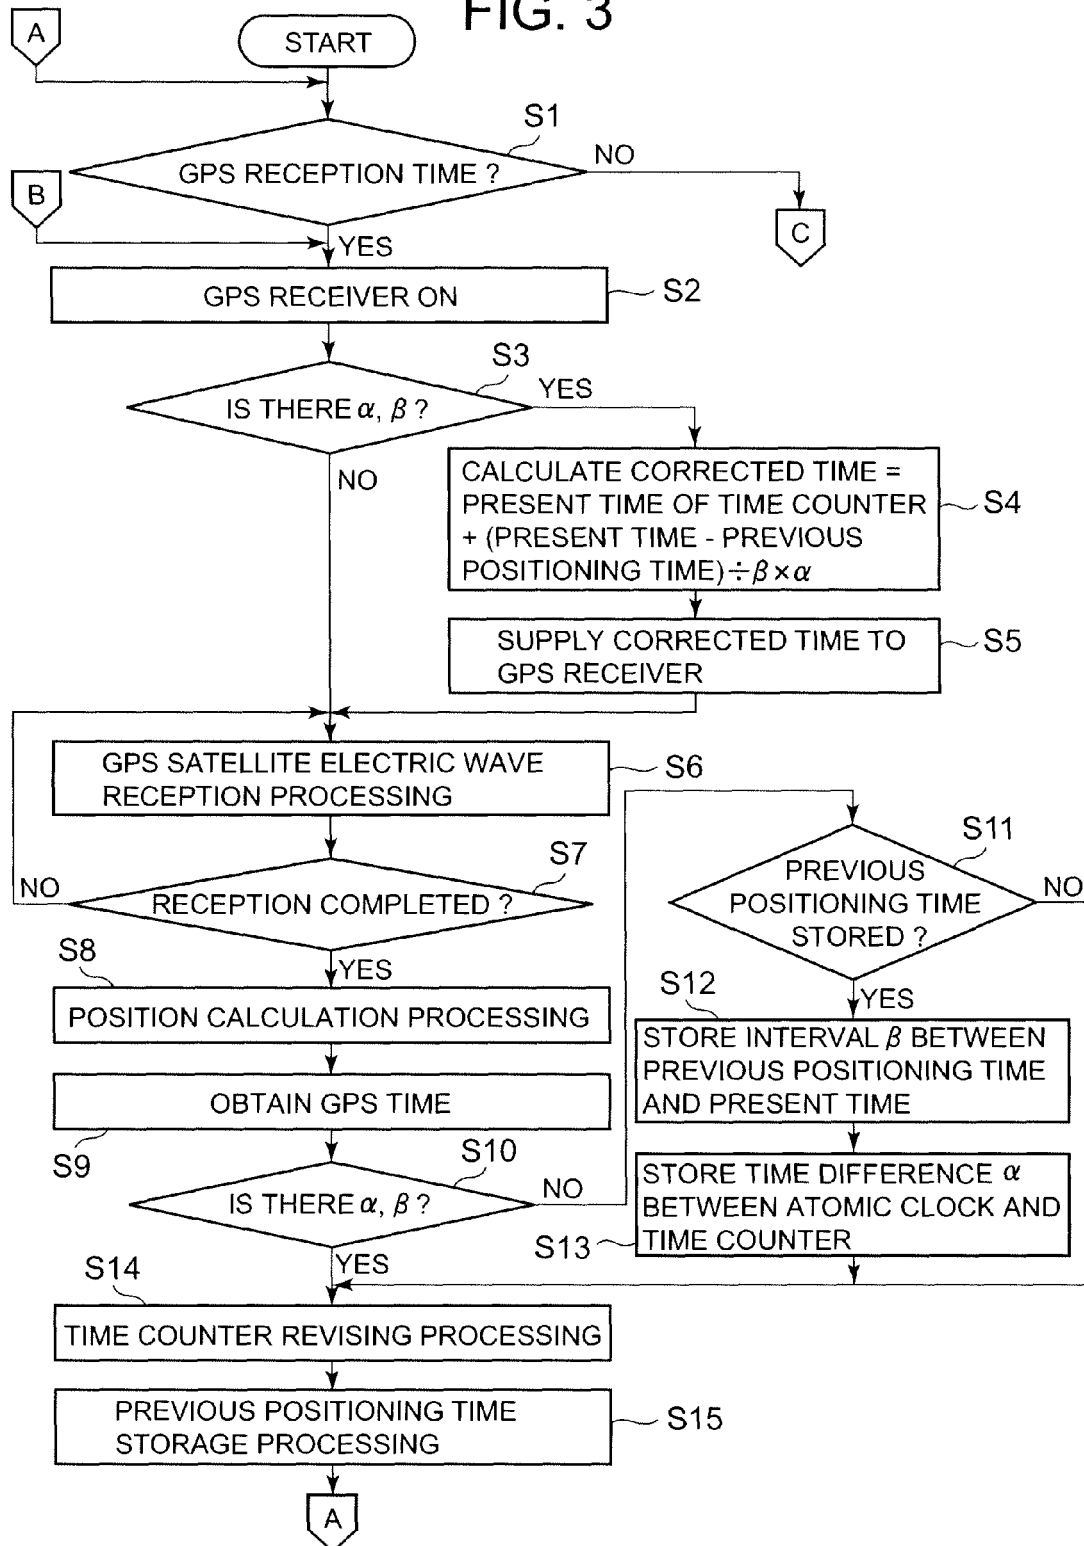 FIG. 3
A
START
S1
GPS RECEPTION TIME ?
NO
B
C
YES
GPS RECEIVER ON
S2
S3
IS THERE α, β ?
YES
NO
CALCULATE CORRECTED TIME =
PRESENT TIME OF TIME COUNTER
+ (PRESENT TIME - PREVIOUS
POSITIONING TIME) ÷ β × α
S4
SUPPLY CORRECTED TIME TO
GPS RECEIVER
S5
GPS SATELLITE ELECTRIC WAVE
RECEPTION PROCESSING
S6
S7
RECEPTION COMPLETED ?
NO
YES
S8
POSITION CALCULATION PROCESSING
OBTAIN GPS TIME
S9
S10
IS THERE α, β ?
NO
YES
S11
PREVIOUS
POSITIONING TIME
STORED ?
NO
YES
S12
STORE INTERVAL β BETWEEN
PREVIOUS POSITIONING TIME
AND PRESENT TIME
STORE TIME DIFFERENCE α
BETWEEN ATOMIC CLOCK AND
TIME COUNTER
S13
S14
TIME COUNTER REVISING PROCESSING
PREVIOUS POSITIONING TIME
STORAGE PROCESSING
S15
A